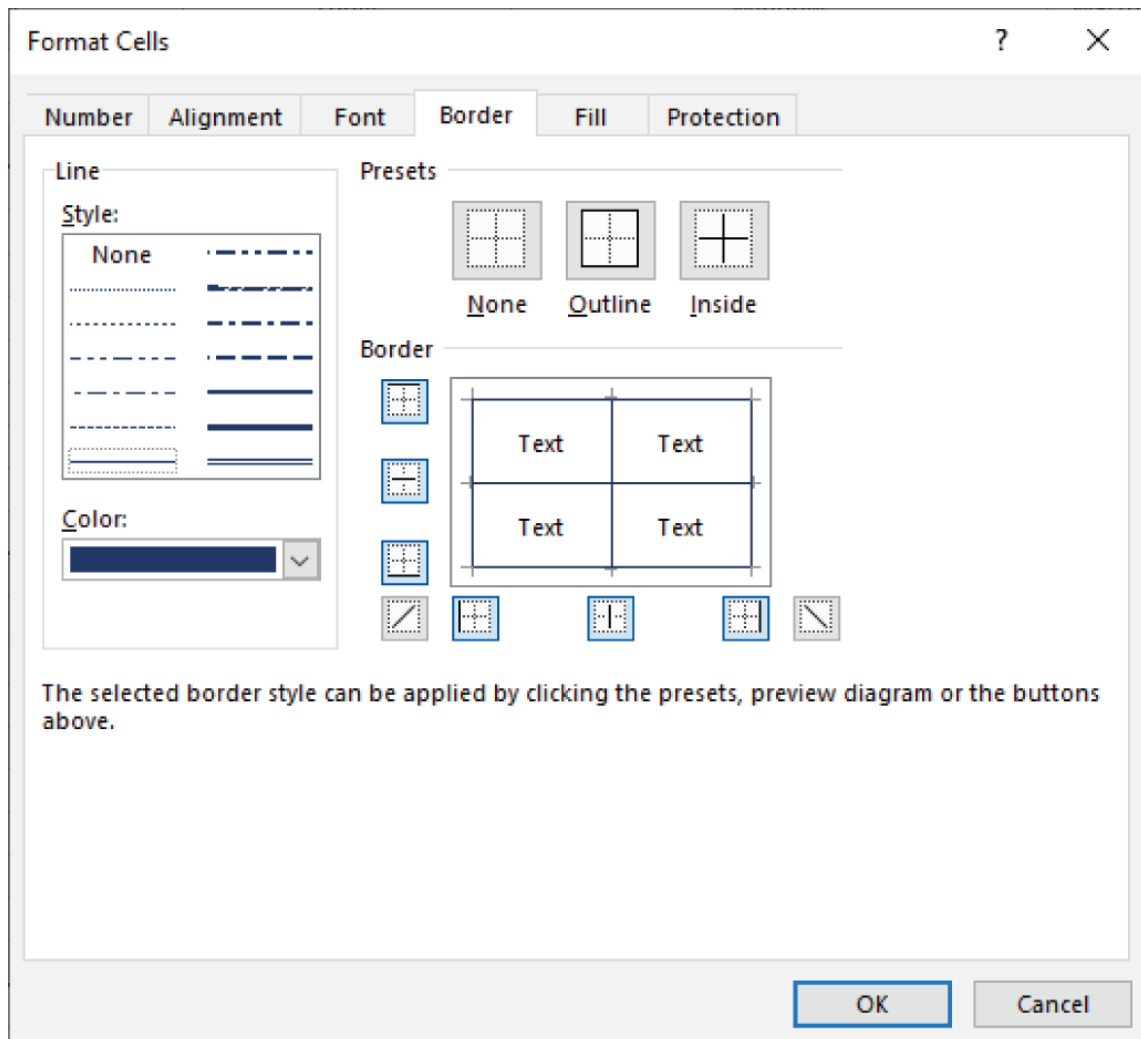 Format Cells ?
Number Alignment Font Border Fill Protection
Line
Style:
None
Color:
Presets
None Outline Inside
Border
Text Text
Text Text
The selected border style can be applied by clicking the presets, preview diagram or the buttons
above.
OK Cancel